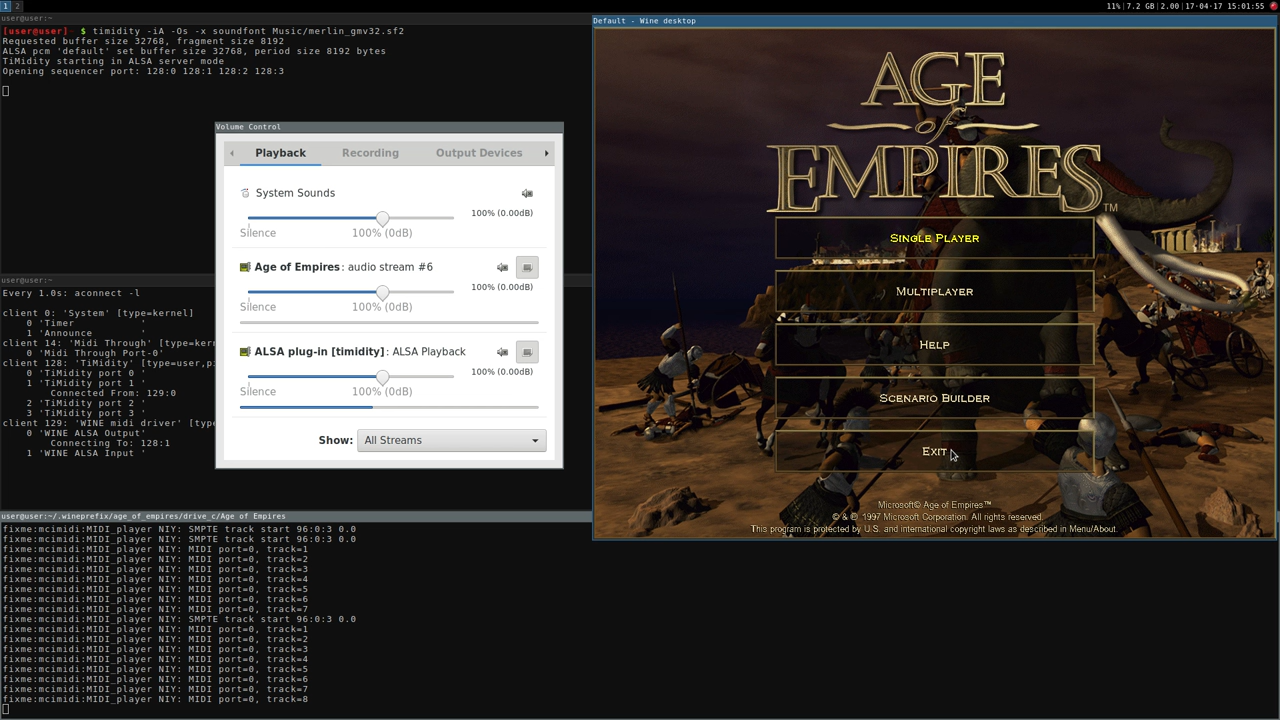 1 2
11%|7.2 GB|2.00|17·04·17 15:01:55
user@user:~
[user@user] $ timidity -iA -Os -x soundfont Music/merlin_gmv32.sf2
Requested buffer size 32768, fragment size 8192
ALSA pcm 'default' set buffer size 32768, period size 8192 bytes
TiMidity starting in ALSA server mode
Opening sequencer port: 128:0 128:1 128:2 128:3
user@user:~
Every 1.0s: aconnect -l
client 0: 'System' [type=kernel]
0 'Timer '
1 'Announce '
client 14: 'Midi Through' [type=ker
0 'Midi Through Port-0'
client 128: 'TiMidity' [type=user,p
0 'TiMidity port 0 '
1 'TiMidity port 1 '
Connected From: 129:0
2 'TiMidity port 2 '
3 'TiMidity port 3 '
client 129: 'WINE midi driver' [type
0 'WINE ALSA Output'
Connecting To: 128:1
1 'WINE ALSA Input '
Volume Control
Playback Recording Output Devices
System Sounds
100% (0.00dB)
Silence 100% (0dB)
Age of Empires: audio stream #6
100% (0.00dB)
Silence 100% (0dB)
ALSA plug-in [timidity]: ALSA Playback
100% (0.00dB)
Silence 100% (0dB)
Show: All Streams
user@user:~/.wineprefix/age_of_empires/drive_c/Age of Empires
fixme:mcimidi:MIDI_player NIY: SMPTE track start 96:0:3 0.0
fixme:mcimidi:MIDI_player NIY: SMPTE track start 96:0:3 0.0
fixme:mcimidi:MIDI_player NIY: MIDI port=0, track=1
fixme:mcimidi:MIDI_player NIY: MIDI port=0, track=2
fixme:mcimidi:MIDI_player NIY: MIDI port=0, track=3
fixme:mcimidi:MIDI_player NIY: MIDI port=0, track=4
fixme:mcimidi:MIDI_player NIY: MIDI port=0, track=5
fixme:mcimidi:MIDI_player NIY: MIDI port=0, track=6
fixme:mcimidi:MIDI_player NIY: MIDI port=0, track=7
fixme:mcimidi:MIDI_player NIY: SMPTE track start 96:0:3 0.0
fixme:mcimidi:MIDI_player NIY: MIDI port=0, track=1
fixme:mcimidi:MIDI_player NIY: MIDI port=0, track=2
fixme:mcimidi:MIDI_player NIY: MIDI port=0, track=3
fixme:mcimidi:MIDI_player NIY: MIDI port=0, track=4
fixme:mcimidi:MIDI_player NIY: MIDI port=0, track=5
fixme:mcimidi:MIDI_player NIY: MIDI port=0, track=6
fixme:mcimidi:MIDI_player NIY: MIDI port=0, track=7
fixme:mcimidi:MIDI_player NIY: MIDI port=0, track=8
Default - Wine desktop
AGE
of
EMPIRES™
SINGLE PLAYER
MULTIPLAYER
HELP
SCENARIO BUILDER
EXIT
Microsoft© Age of Empires™
© & ℗, 1997 Microsoft Corporation. All rights reserved.
This program is protected by U.S. and international copyright laws as described in Menu/About.